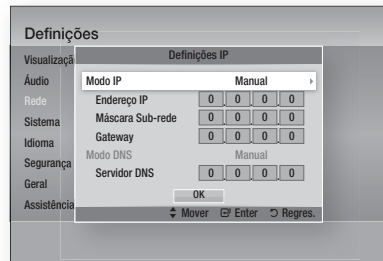 Definições
Visualizaçã
Áudio
Rede
Sistema
Idioma
Segurança
Geral
Assistência
Definições IP
Modo IP Manual
Endereço IP 0 . 0 . 0 . 0
Máscara Sub-rede 0 . 0 . 0 . 0
Gateway 0 . 0 . 0 . 0
Modo DNS Manual
Servidor DNS 0 . 0 . 0 . 0
OK
Mover Enter Regres.